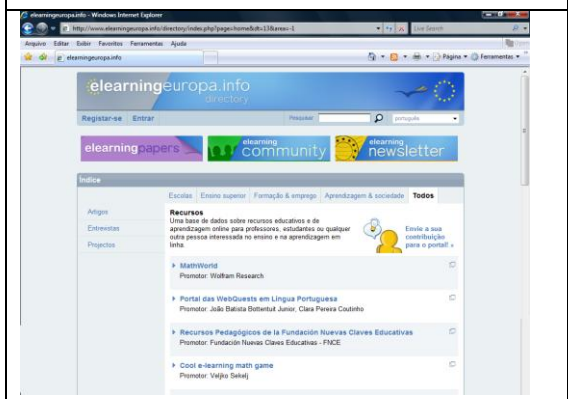 elearningeuropa.info - Windows Internet Explorer
http://www.elearningeuropa.info/directory/index.php?page=home&dt=13&area=-1
Live Search
Arquivo Editar Exibir Favoritos Ferramentas Ajuda
elearningeuropa.info
Página Ferramentas
elearningeuropa.info
directory
Registar-se Entrar
Pesquisar
português
elearningpapers
elearning community
elearning newsletter
Índice
Escolas Ensino superior Formação & emprego Aprendizagem & sociedade Todos
Artigos
Entrevistas
Projectos
Recursos
Uma base de dados sobre recursos educativos e de
aprendizagem online para professores, estudantes ou qualquer
outra pessoa interessada no ensino e na aprendizagem em
linha.
Envie a sua
contribuição
para o portal!
MathWorld
Promotor: Wolfram Research
Portal das WebQuests em Língua Portuguesa
Promotor: João Batista Bottentuit Junior, Clara Pereira Coutinho
Recursos Pedagógicos de la Fundación Nuevas Claves Educativas
Promotor: Fundación Nuevas Claves Educativas - FNCE
Cool e-learning math game
Promotor: Veljko Sekelj